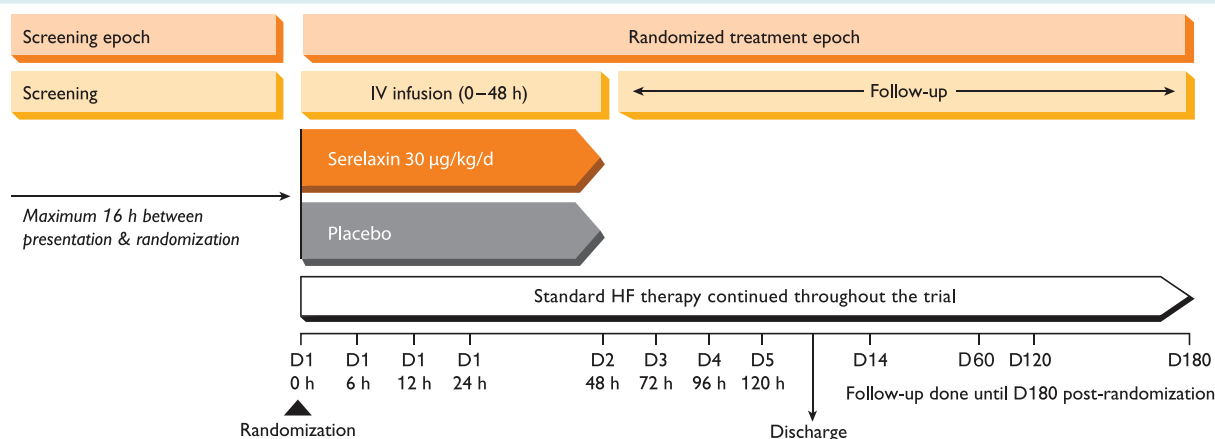 Screening epoch
Randomized treatment epoch
Screening
IV infusion (0–48 h)
Follow-up
Serelaxin 30 µg/kg/d
Maximum 16 h between
presentation & randomization
Placebo
Standard HF therapy continued throughout the trial
D1 D1 D1 D1 D2 D3 D4 D5 D14 D60 D120 D180
0 h 6 h 12 h 24 h 48 h 72 h 96 h 120 h
Follow-up done until D180 post-randomization
Randomization
Discharge